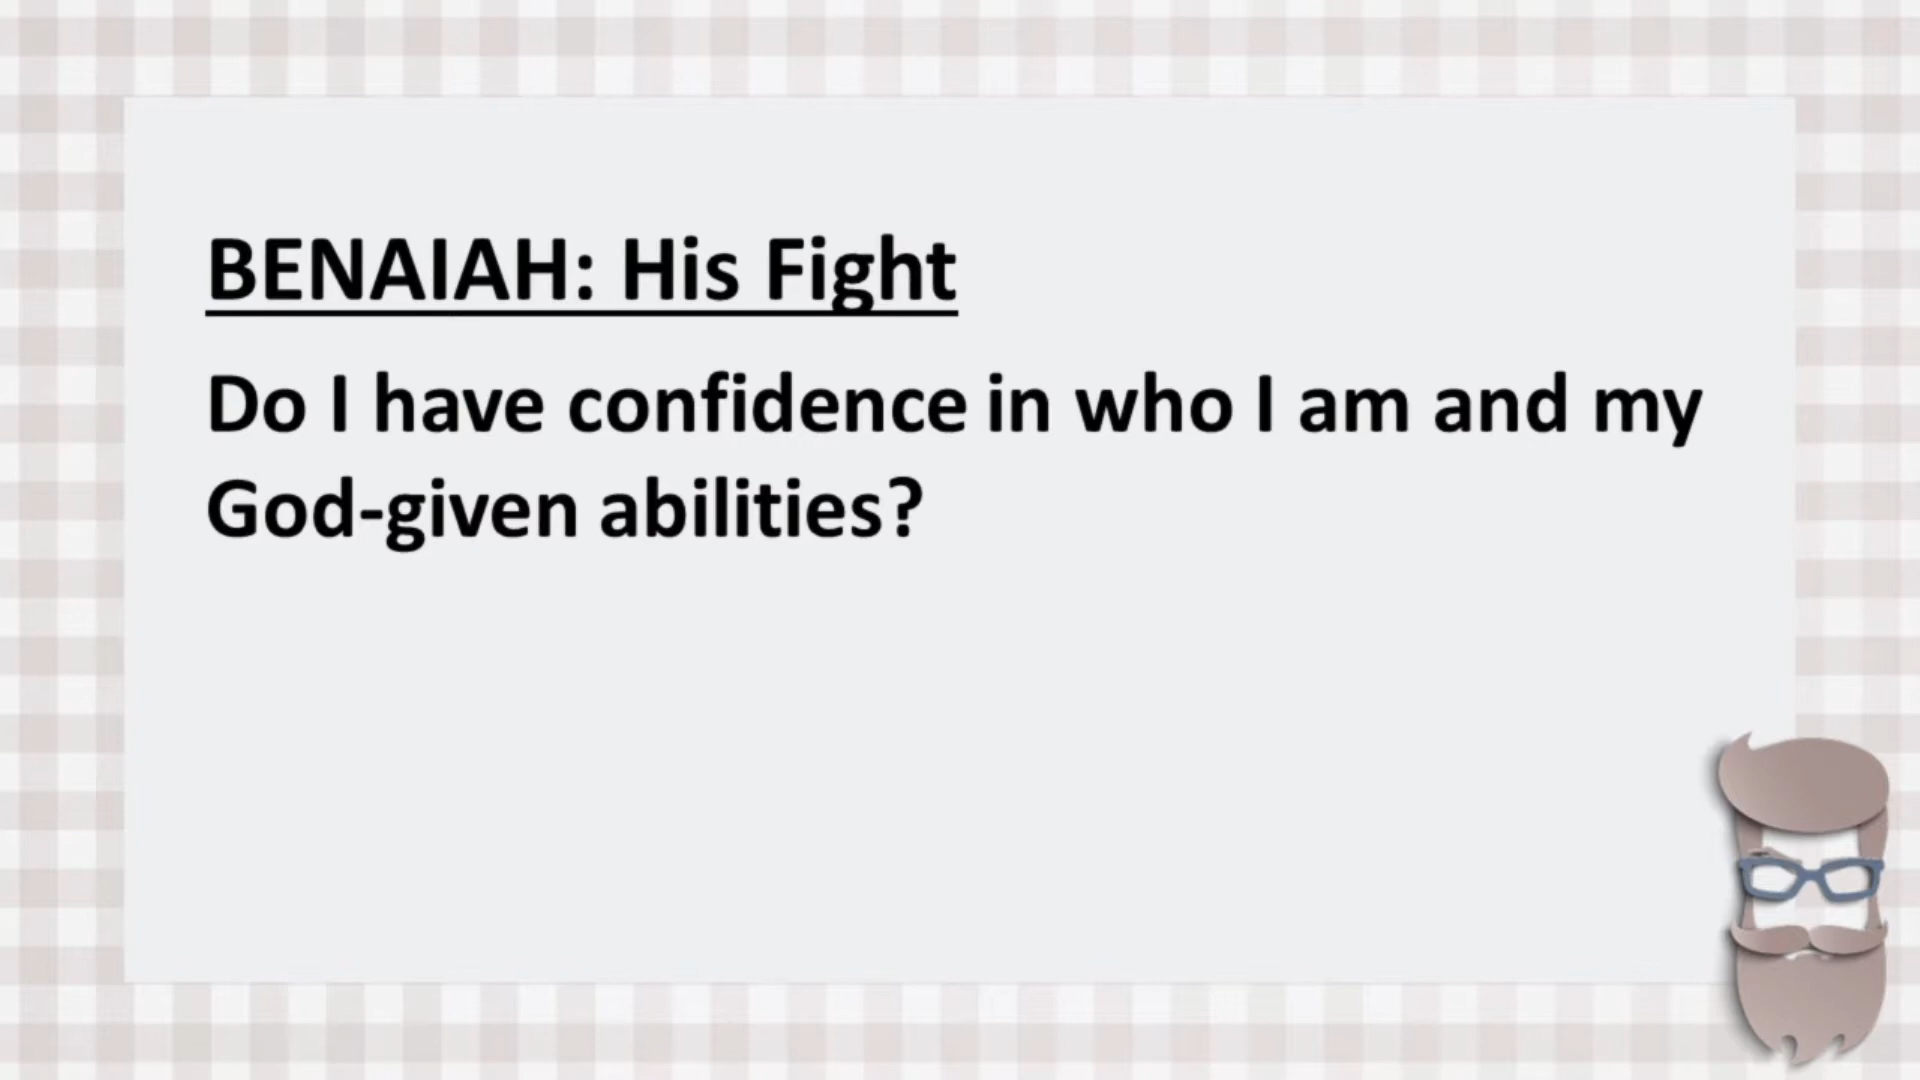 BENAIAH: His Fight
Do I have confidence in who I am and my
God-given abilities?